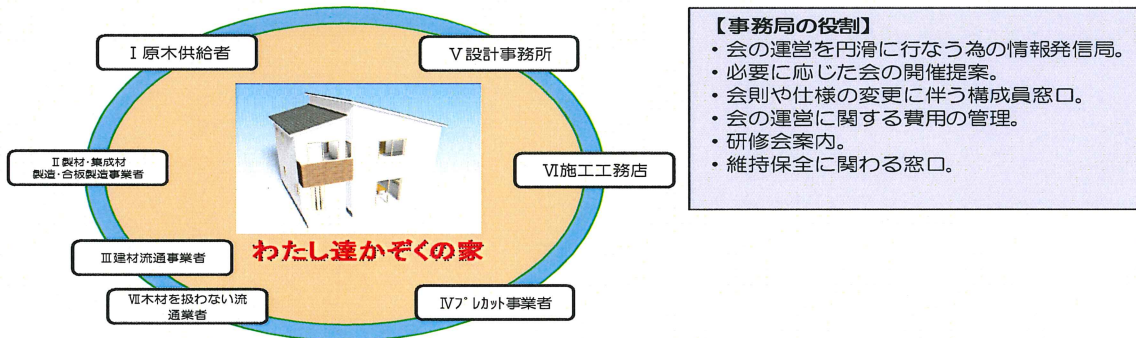 Ⅰ原木供給者
Ⅴ設計事務所
Ⅱ製材・集成材
製造・合板製造事業者
Ⅵ施工工務店
わたし達かぞくの家
Ⅲ建材流通事業者
Ⅶ木材を扱わない流
通業者
Ⅳﾌﾟﾚｶｯﾄ事業者
【事務局の役割】
・会の運営を円滑に行なう為の情報発信局。
・必要に応じた会の開催提案。
・会則や仕様の変更に伴う構成員窓口。
・会の運営に関する費用の管理。
・研修会案内。
・維持保全に関わる窓口。